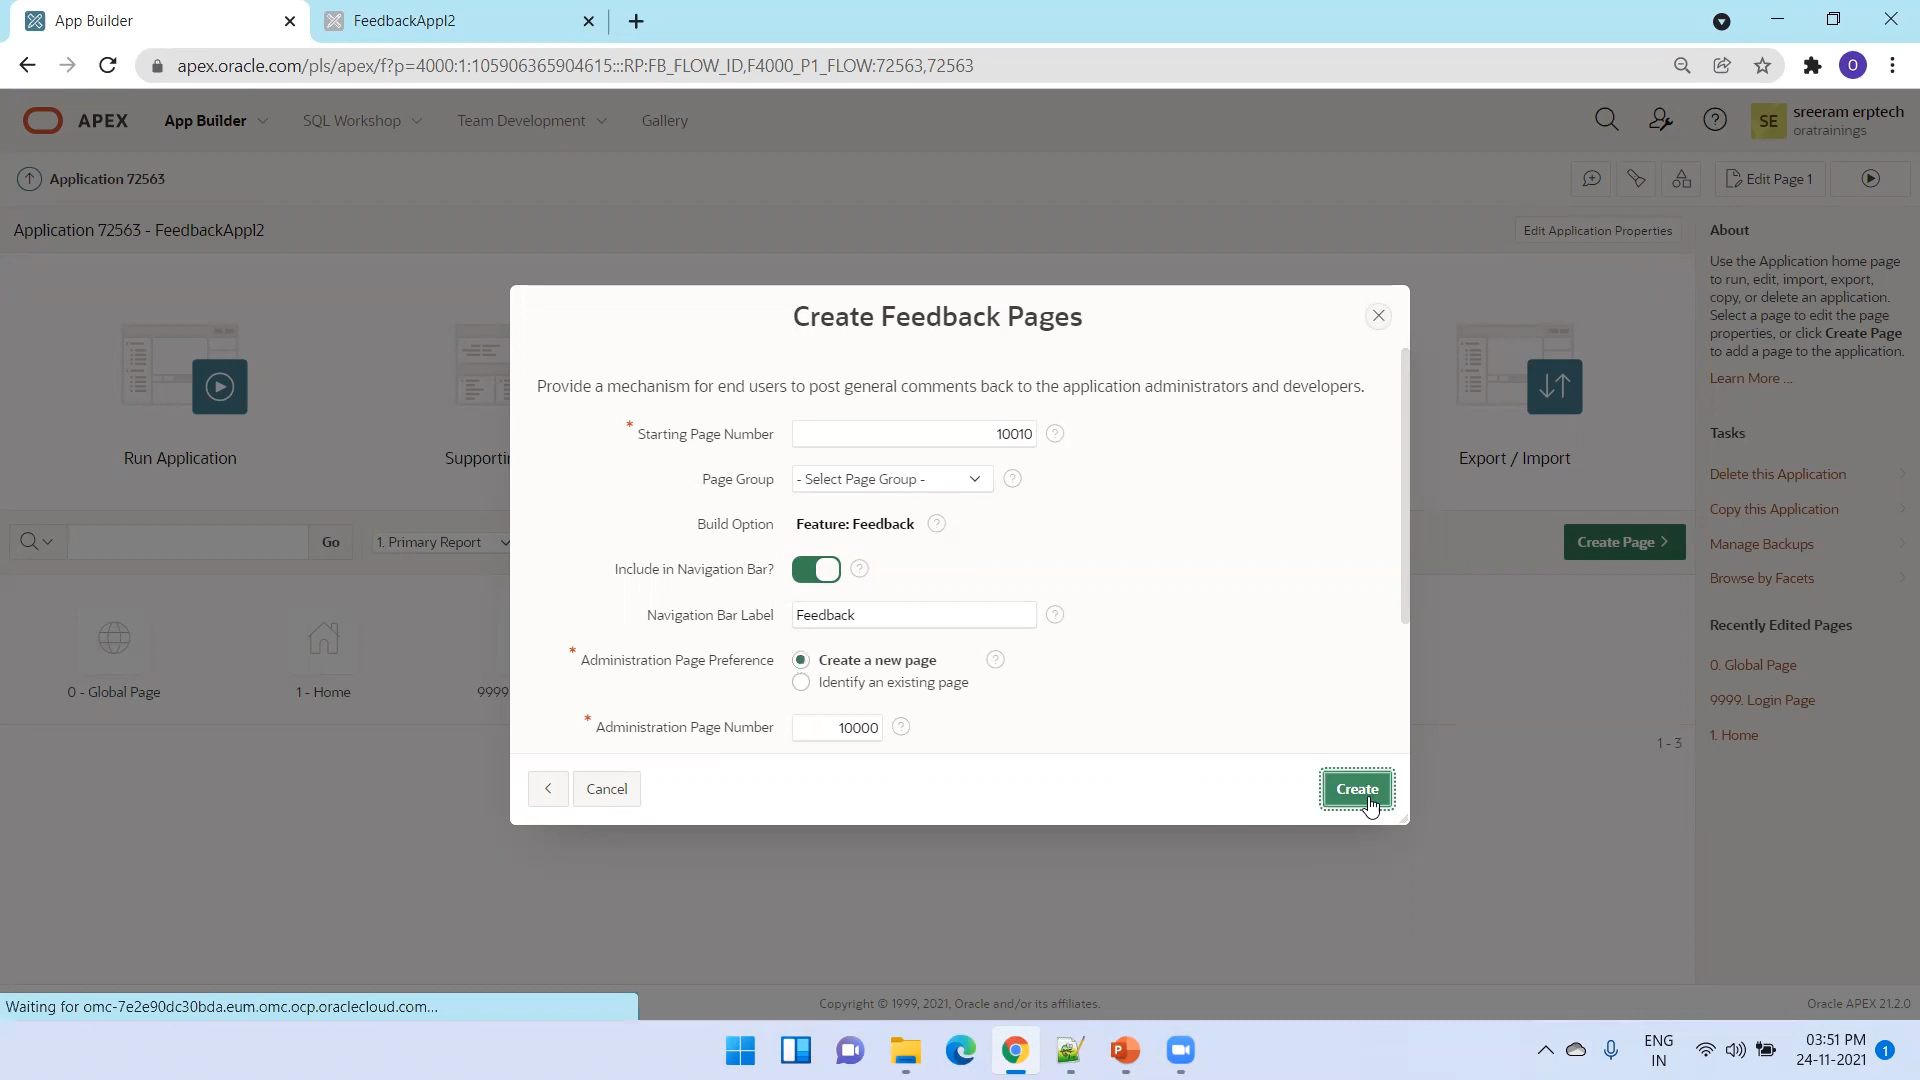 App Builder
FeedbackAppl2
apex.oracle.com/pls/apex/f?p=4000:1:105906365904615:::RP:FB_FLOW_ID,F4000_P1_FLOW:72563,72563
O
APEX
App Builder
SQL Workshop
Team Development
Gallery
SE
sreeram erptech
oratrainings
Application 72563
Edit Page 1
Application 72563 - FeedbackAppl2
Edit Application Properties
About
Use the Application home page
to run, edit, import, export,
copy, or delete an application.
Select a page to edit the page
properties, or click Create Page
to add a page to the application.
Learn More ...
Create Feedback Pages
Provide a mechanism for end users to post general comments back to the application administrators and developers.
* Starting Page Number
10010
Page Group
- Select Page Group -
Build Option
Feature: Feedback
Include in Navigation Bar?
Navigation Bar Label
Feedback
* Administration Page Preference
Create a new page
Identify an existing page
* Administration Page Number
10000
Cancel
Create
Run Application
Supporti
Export / Import
Go
1. Primary Report
Create Page >
0 - Global Page
1 - Home
9999
1 - 3
Tasks
Delete this Application
Copy this Application
Manage Backups
Browse by Facets
Recently Edited Pages
0. Global Page
9999. Login Page
1. Home
Waiting for omc-7e2e90dc30bda.eum.omc.ocp.oraclecloud.com...
Copyright © 1999, 2021, Oracle and/or its affiliates.
Oracle APEX 21.2.0
ENG
IN
03:51 PM
24-11-2021
1